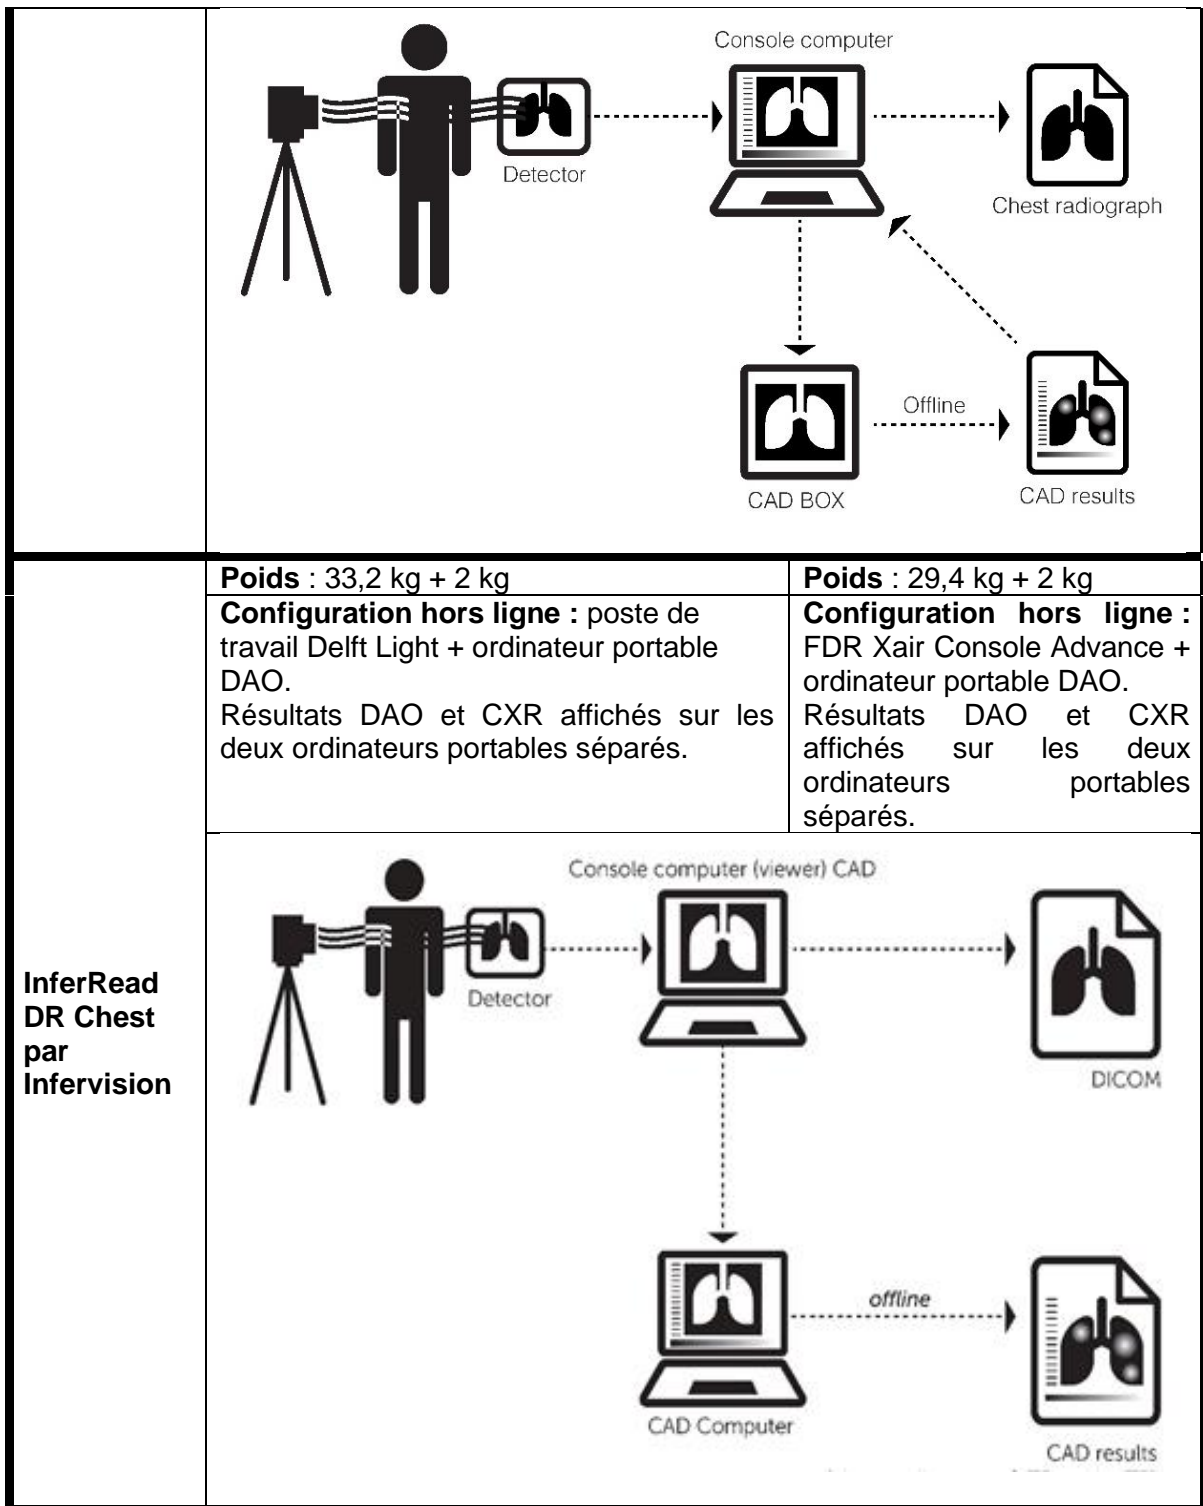 Console computer
Detector
Chest radiograph
Offline
CAD BOX
CAD results
Poids : 33,2 kg + 2 kg
Poids : 29,4 kg + 2 kg
Configuration hors ligne : poste de
travail Delft Light + ordinateur portable
DAO.
Résultats DAO et CXR affichés sur les
deux ordinateurs portables séparés.
Configuration hors ligne :
FDR Xair Console Advance +
ordinateur portable DAO.
Résultats DAO et CXR
affichés sur les deux
ordinateurs portables
séparés.
InferRead
DR Chest
par
Infervision
Console computer (viewer) CAD
Detector
DICOM
offline
CAD Computer
CAD results